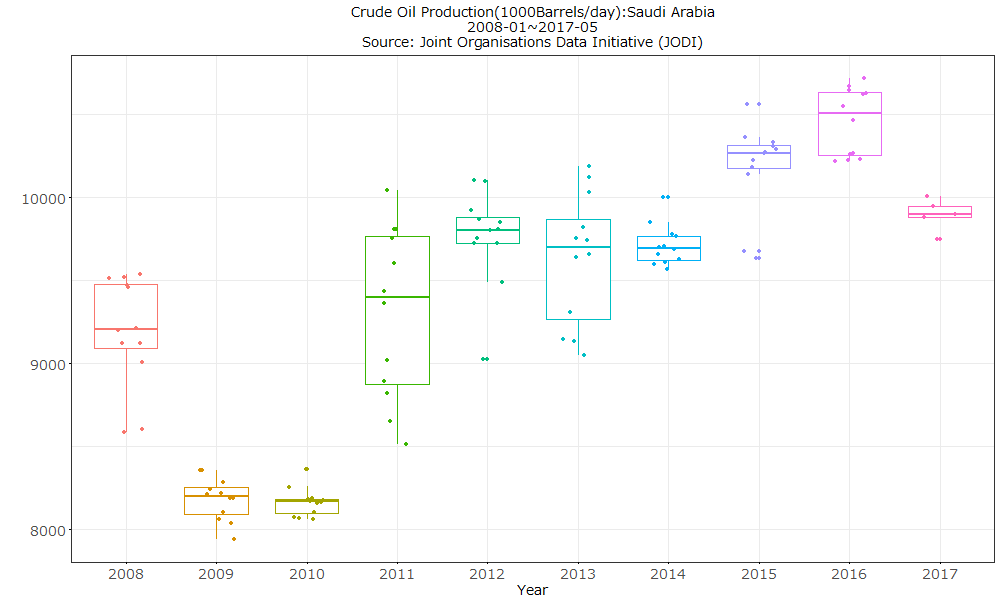 Crude Oil Production(1000Barrels/day):Saudi Arabia
2008-01~2017-05
Source: Joint Organisations Data Initiative (JODI)
10000
9000
8000
2008 2009 2010 2011 2012 2013 2014 2015 2016 2017
Year